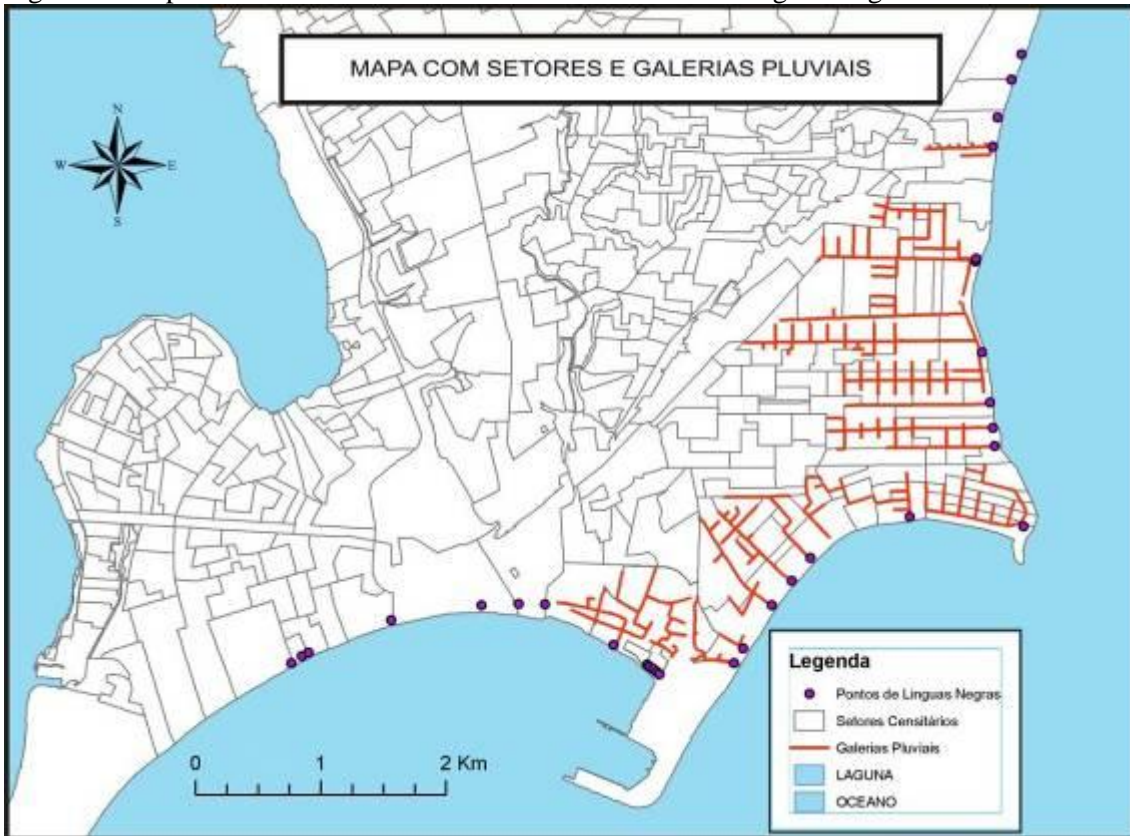 MAPA COM SETORES E GALERIAS PLUVIAIS
N
W
E
S
0 1 2 Km
Legenda
Pontos de Linguas Negras
Setores Censitários
Galerias Pluviais
LAGUNA
OCEANO